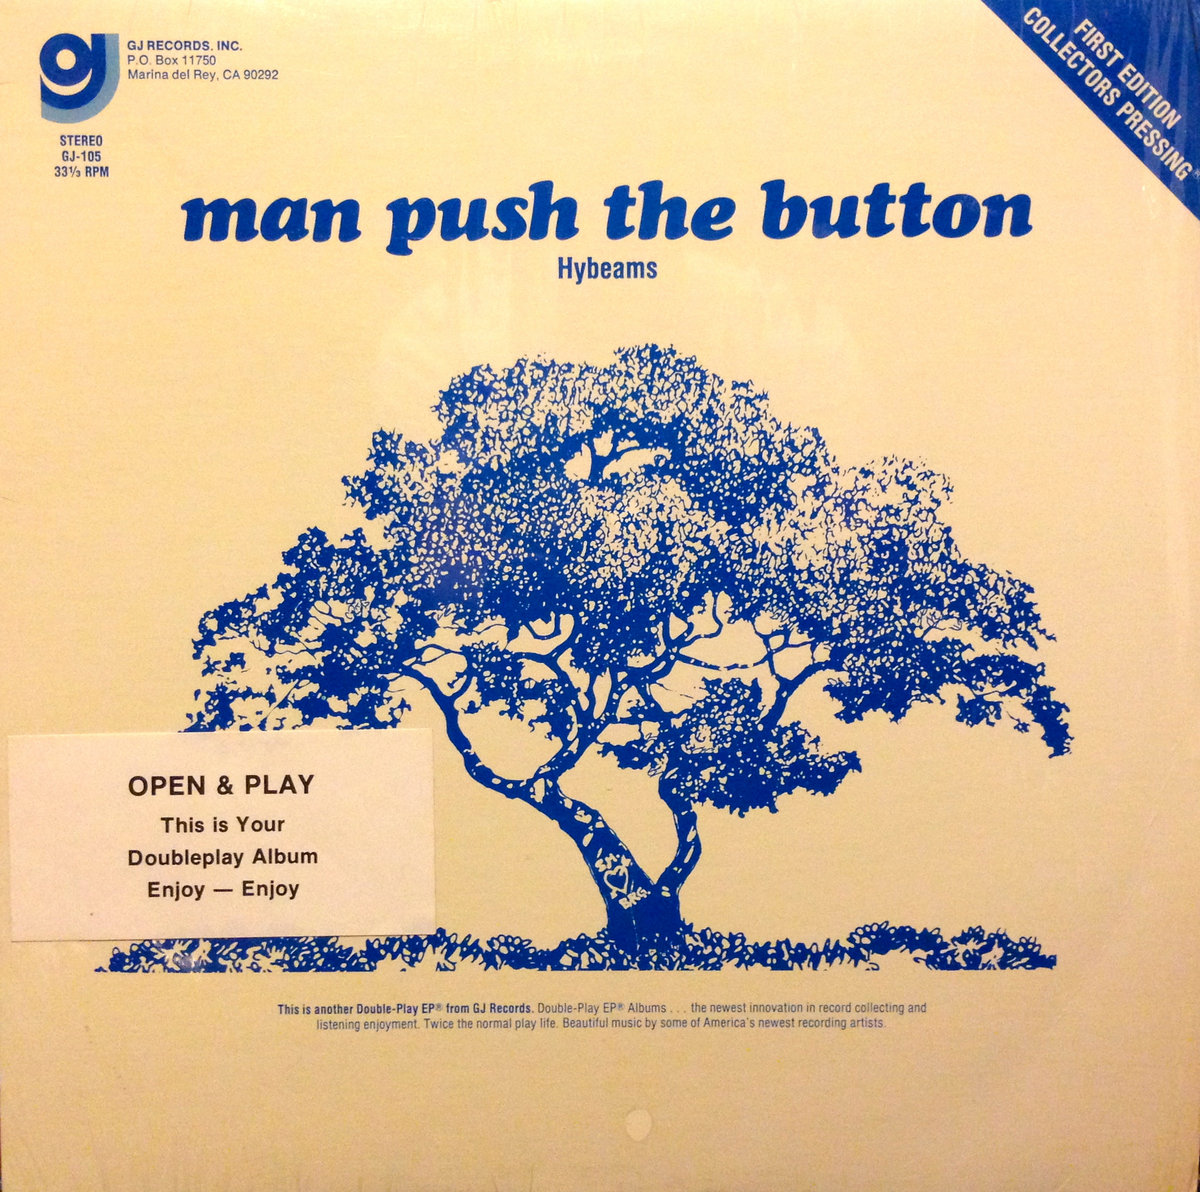 gj
GJ RECORDS, INC.
P.O. Box 11750
Marina del Rey, CA 90292
STEREO
GJ-105
33⅓ RPM
FIRST EDITION
COLLECTORS PRESSING®
man push the button
Hybeams
OPEN & PLAY
This is Your
Doubleplay Album
Enjoy — Enjoy
This is another Double-Play EP® from GJ Records. Double-Play EP® Albums . . . the newest innovation in record collecting and
listening enjoyment. Twice the normal play life. Beautiful music by some of America's newest recording artists.